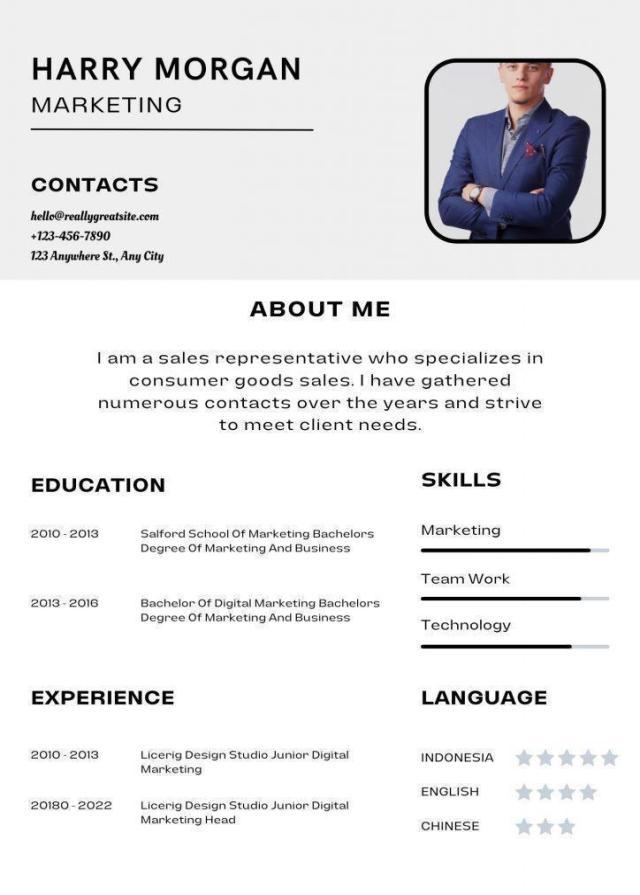 HARRY MORGAN
MARKETING
CONTACTS
hello@reallygreatsite.com
+123-456-7890
123 Anywhere St., Any City
ABOUT ME
I am a sales representative who specializes in
consumer goods sales. I have gathered
numerous contacts over the years and strive
to meet client needs.
EDUCATION
2010 - 2013 Salford School Of Marketing Bachelors
Degree Of Marketing And Business
2013 - 2016 Bachelor Of Digital Marketing Bachelors
Degree Of Marketing And Business
SKILLS
Marketing
Team Work
Technology
EXPERIENCE
2010 - 2013 Licerig Design Studio Junior Digital
Marketing
20180 - 2022 Licerig Design Studio Junior Digital
Marketing Head
LANGUAGE
INDONESIA
ENGLISH
CHINESE